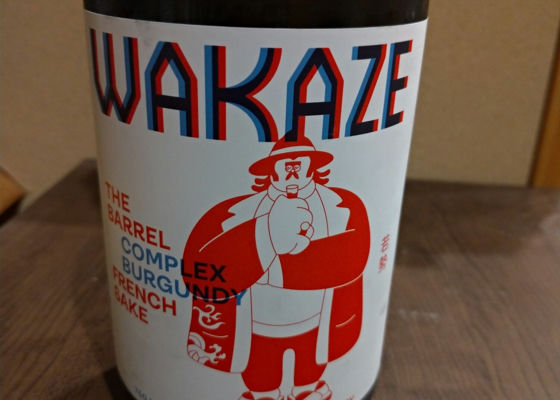 WAKAZE
THE
BARREL
COMPLEX
BURGUNDY
FRENCH
SAKE